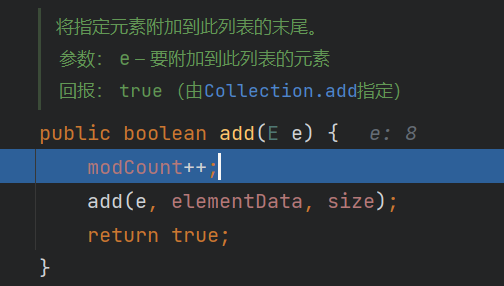 将指定元素附加到此列表的末尾。
参数： e – 要附加到此列表的元素
回报： true （由Collection.add指定）
public boolean add(E e) {   e: 8
    modCount++;
    add(e, elementData, size);
    return true;
}